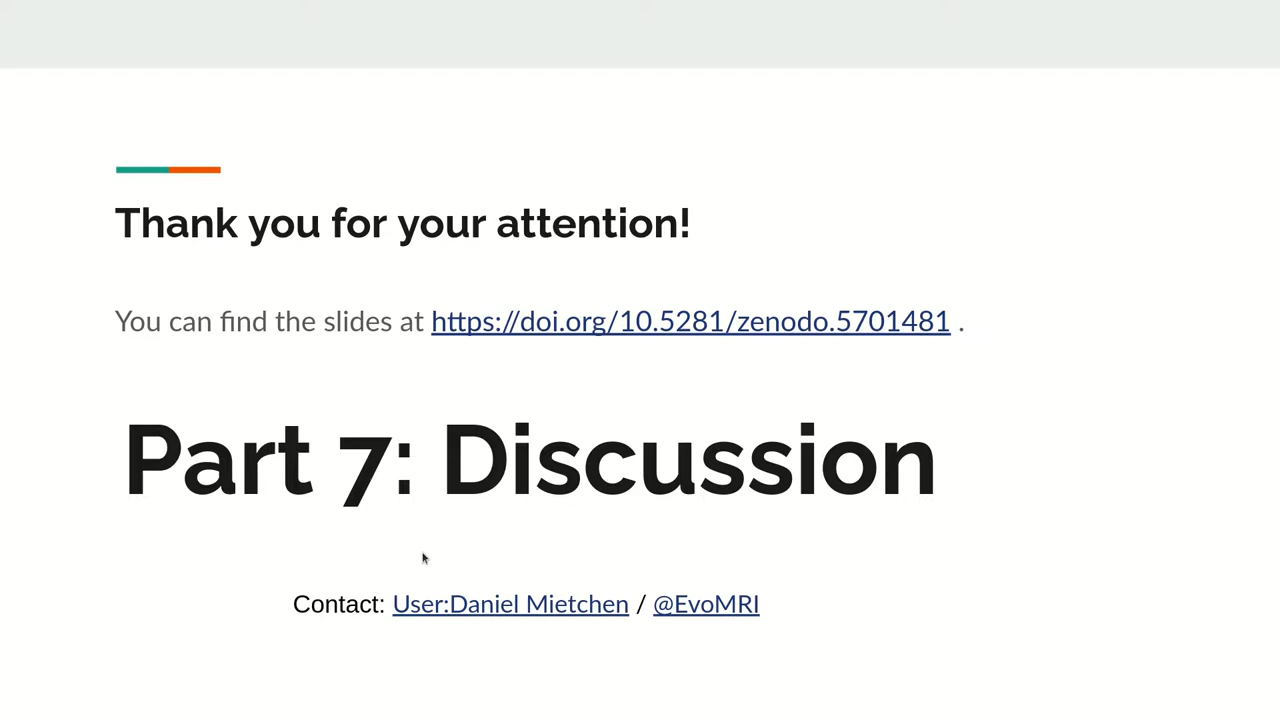 Thank you for your attention!
You can find the slides at https://doi.org/10.5281/zenodo.5701481 .
Part 7: Discussion
Contact: User:Daniel Mietchen / @EvoMRI